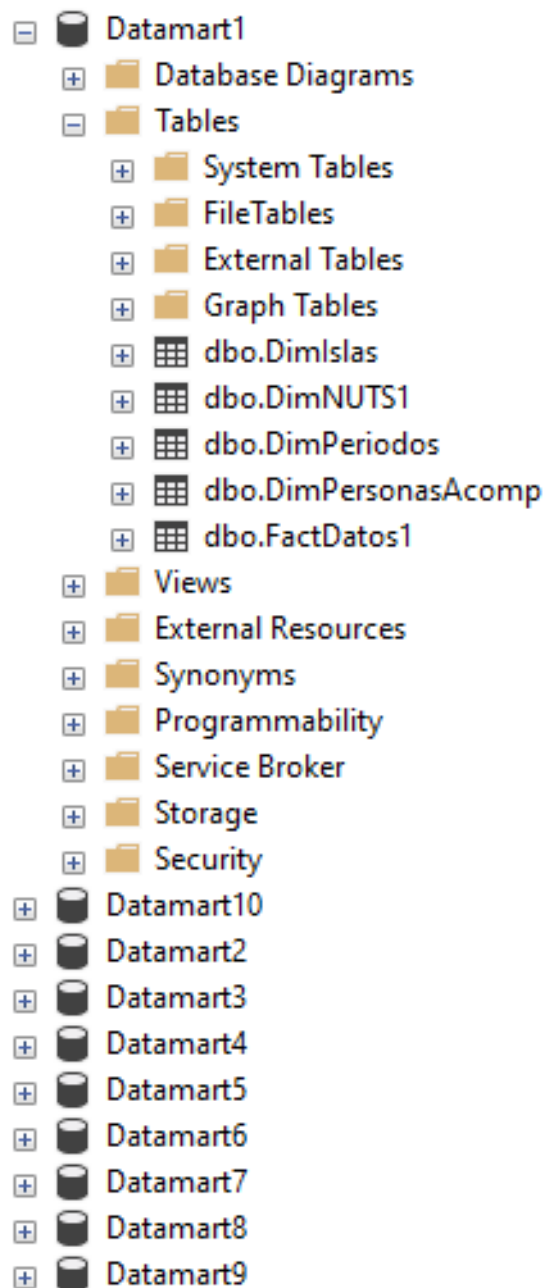 Datamart1
Database Diagrams
Tables
System Tables
FileTables
External Tables
Graph Tables
dbo.DimIslas
dbo.DimNUTS1
dbo.DimPeriodos
dbo.DimPersonasAcomp
dbo.FactDatos1
Views
External Resources
Synonyms
Programmability
Service Broker
Storage
Security
Datamart10
Datamart2
Datamart3
Datamart4
Datamart5
Datamart6
Datamart7
Datamart8
Datamart9